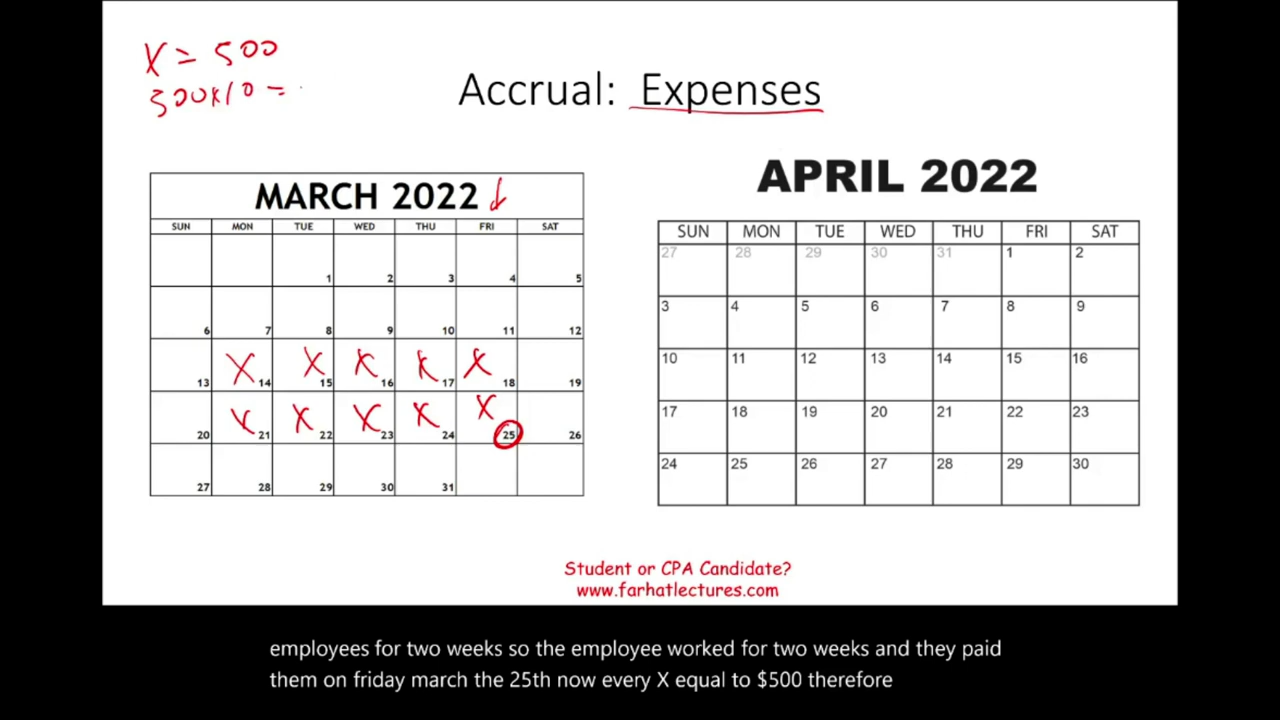 X = 500
500x10 =
Accrual: Expenses
MARCH 2022
SUN MON TUE WED THU FRI SAT
1 2 3 4 5
6 7 8 9 10 11 12
X X X X X
13 14 15 16 17 18 19
X X X X X
20 21 22 23 24 25 26
27 28 29 30 31
APRIL 2022
SUN MON TUE WED THU FRI SAT
27 28 29 30 31 1 2
3 4 5 6 7 8 9
10 11 12 13 14 15 16
17 18 19 20 21 22 23
24 25 26 27 28 29 30
Student or CPA Candidate?
www.farhatlectures.com
employees for two weeks so the employee worked for two weeks and they paid
them on friday march the 25th now every X equal to $500 therefore